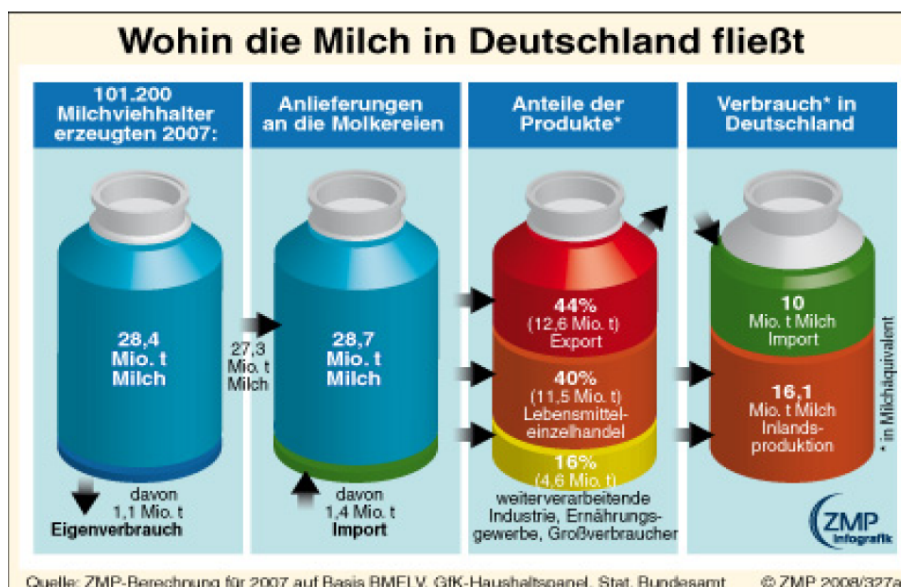 Wohin die Milch in Deutschland fließt
101.200
Milchviehhalter
erzeugten 2007:
28,4
Mio. t
Milch
davon
1,1 Mio. t
Eigenverbrauch
27,3
Mio. t
Milch
Anlieferungen
an die Molkereien
28,7
Mio. t
Milch
davon
1,4 Mio. t
Import
Anteile der
Produkte*
44%
(12,6 Mio. t)
Export
40%
(11,5 Mio. t)
Lebensmittel-
einzelhandel
16%
(4,6 Mio. t)
weiterverarbeitende
Industrie, Ernährungs-
gewerbe, Großverbraucher
Verbrauch* in
Deutschland
10
Mio. t Milch
Import
16,1
Mio. t Milch
Inlands-
produktion
* in Milchäquivalent
ZMP
Infografik
Quelle: ZMP-Berechnung für 2007 auf Basis BMELV, GfK-Haushaltspanel, Stat. Bundesamt © ZMP 2008/327a